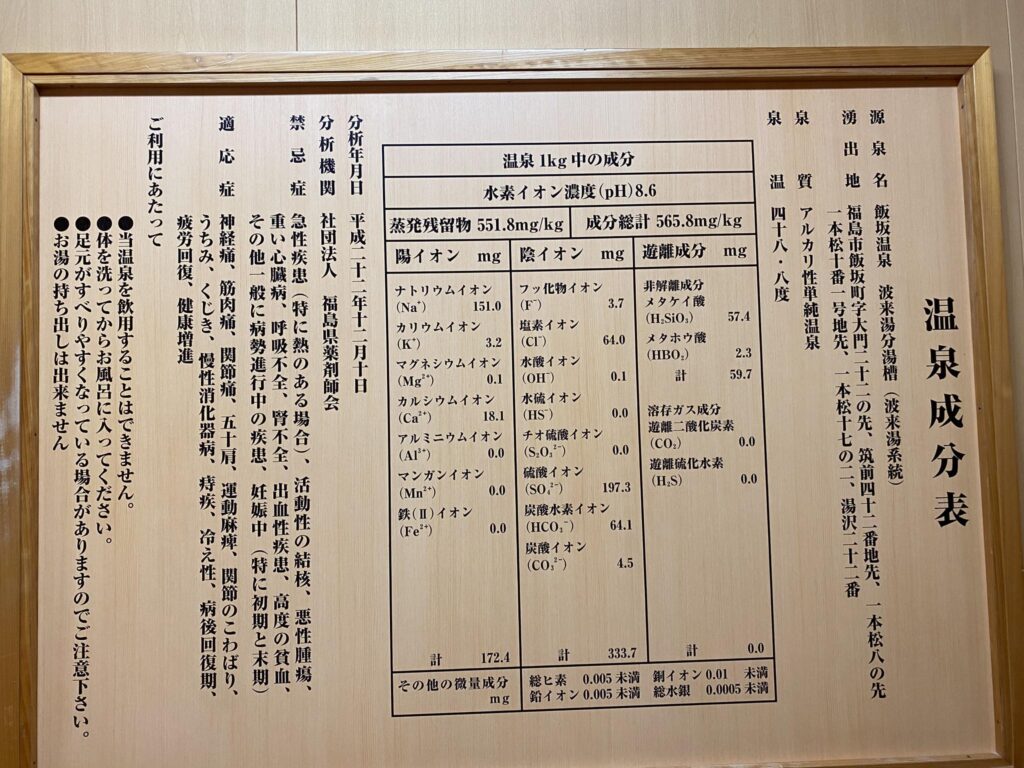 温泉成分表
源泉名 飯坂温泉 波来湯分湯槽(波来湯系統)
湧出地 福島市飯坂町字大門二十二の先、筑前四十二番地先、一本松八の先
一本松十番一号地先、一本松十七の二、湯沢二十二番
泉質 アルカリ性単純温泉
泉温 四十八・八度
温泉1kg中の成分
水素イオン濃度(pH)8.6
蒸発残留物 551.8mg/kg 成分総計 565.8mg/kg
陽イオン mg
ナトリウムイオン
(Na⁺) 151.0
カリウムイオン
(K⁺) 3.2
マグネシウムイオン
(Mg²⁺) 0.1
カルシウムイオン
(Ca²⁺) 18.1
アルミニウムイオン
(Al³⁺) 0.0
マンガンイオン
(Mn²⁺) 0.0
鉄(Ⅱ)イオン
(Fe²⁺) 0.0
計 172.4
陰イオン mg
フッ化物イオン
(F⁻) 3.7
塩素イオン
(Cl⁻) 64.0
水酸イオン
(OH⁻) 0.1
水硫イオン
(HS⁻) 0.0
チオ硫酸イオン
(S₂O₃²⁻) 0.0
硫酸イオン
(SO₄²⁻) 197.3
炭酸水素イオン
(HCO₃⁻) 64.1
炭酸イオン
(CO₃²⁻) 4.5
計 333.7
遊離成分 mg
非解離成分
メタケイ酸
(H₂SiO₃) 57.4
メタホウ酸
(HBO₂) 2.3
計 59.7
溶存ガス成分
遊離二酸化炭素
(CO₂) 0.0
遊離硫化水素
(H₂S) 0.0
計 0.0
その他の微量成分
mg
総ヒ素 0.005未満 銅イオン 0.01 未満
鉛イオン 0.005未満 総水銀 0.0005未満
分析年月日 平成二十二年十二月十日
分析機関 社団法人 福島県薬剤師会
禁忌症 急性疾患(特に熱のある場合)、活動性の結核、悪性腫瘍、
重い心臓病、呼吸不全、腎不全、出血性疾患、高度の貧血、
その他一般に病勢進行中の疾患、妊娠中(特に初期と末期)
適応症 神経痛、筋肉痛、関節痛、五十肩、運動麻痺、関節のこわばり、
うちみ、くじき、慢性消化器病、痔疾、冷え性、病後回復期、
疲労回復、健康増進
ご利用にあたって
●当温泉を飲用することはできません。
●体を洗ってからお風呂に入ってください。
●足元がすべりやすくなっている場合がありますのでご注意下さい。
●お湯の持ち出しは出来ません